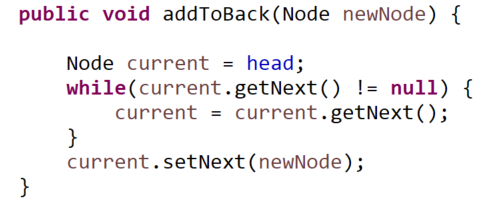 public void addToBack(Node newNode) {
Node current = head;
while(current.getNext() != null) {
current = current.getNext();
}
current.setNext(newNode);
}